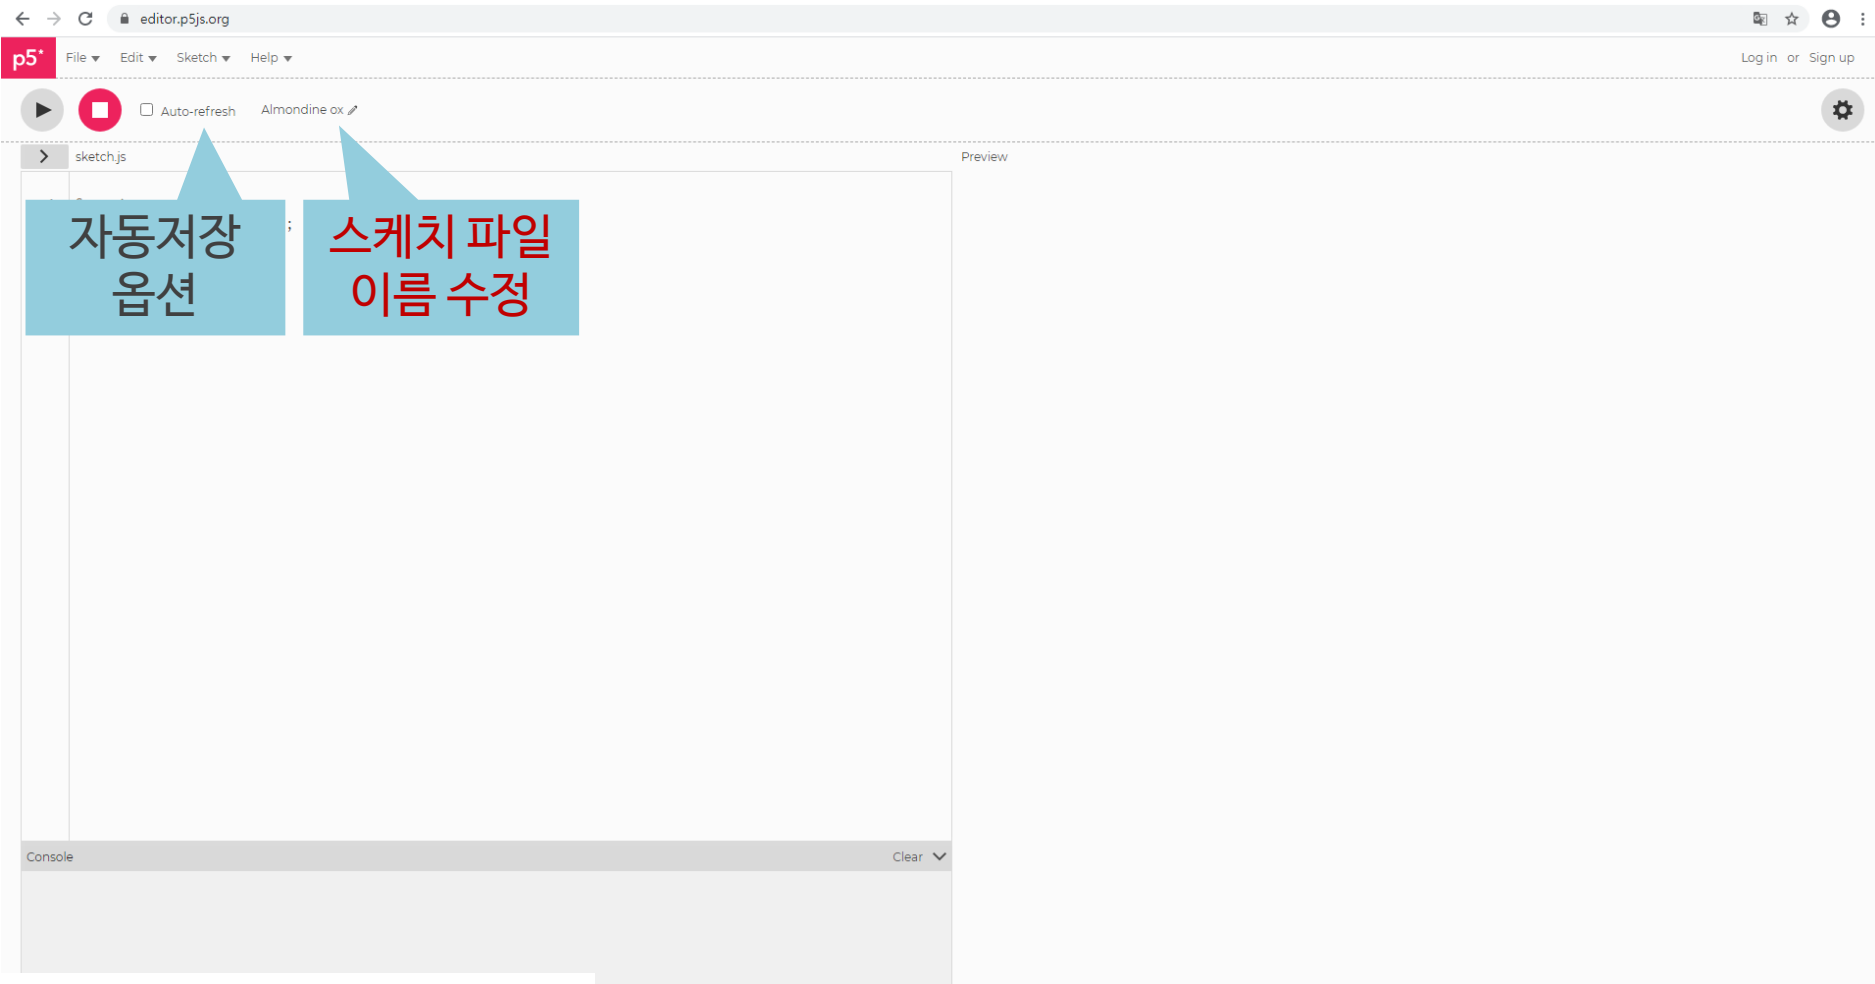 editor.p5js.org
p5* File Edit Sketch Help Log in or Sign up
Auto-refresh Almondine ox
sketch.js Preview
자동저장
옵션
;
스케치 파일
이름 수정
Console Clear